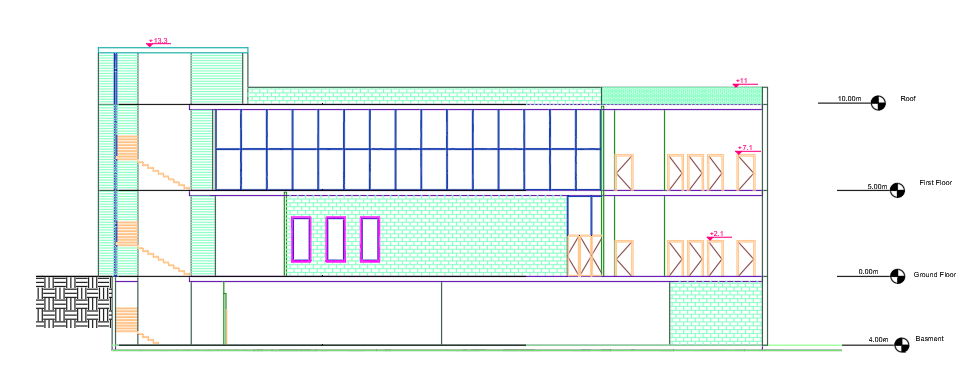 +13.3
+11
10.00m Roof
+7.1
5.00m First Floor
+2.1
0.00m Ground Floor
4.00m Basment